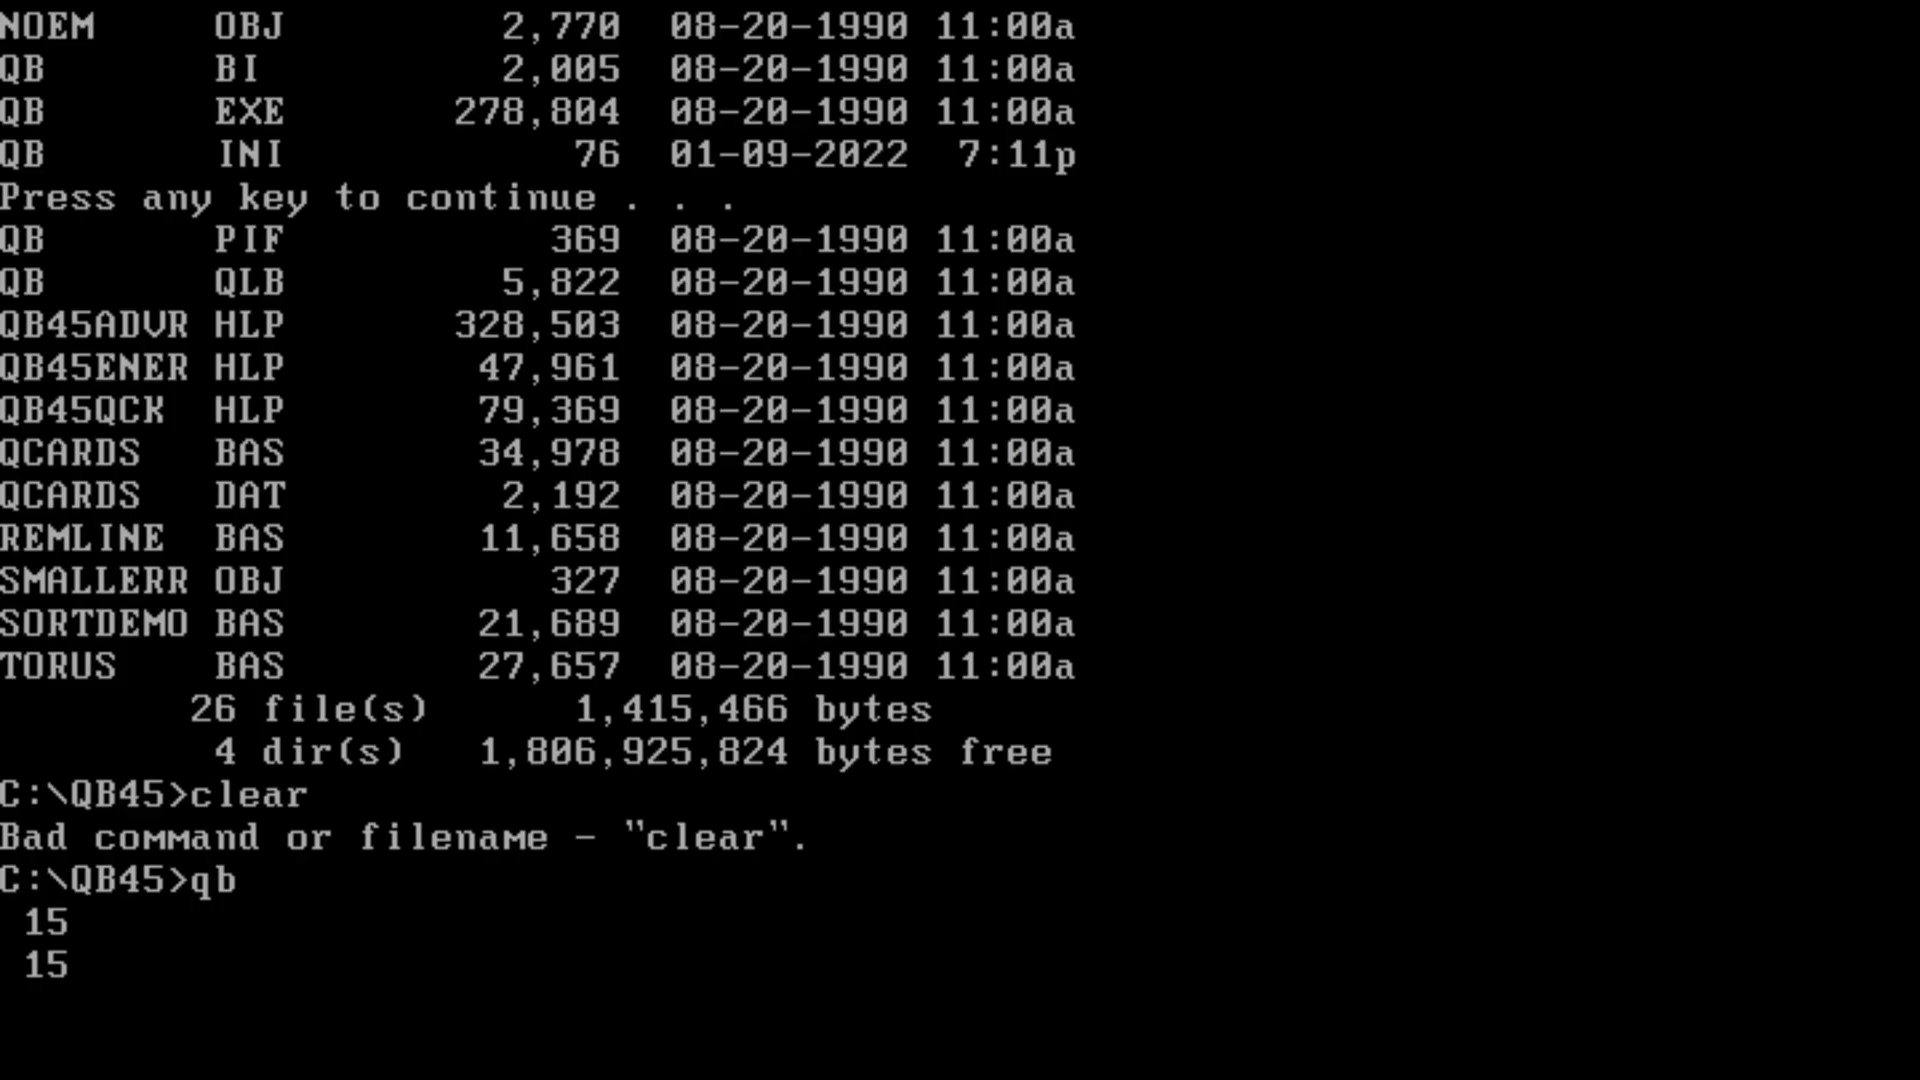 NOEM     OBJ         2,770  08-20-1990 11:00a
QB       BI          2,005  08-20-1990 11:00a
QB       EXE       278,804  08-20-1990 11:00a
QB       INI            76  01-09-2022  7:11p
Press any key to continue . . .
QB       PIF           369  08-20-1990 11:00a
QB       QLB         5,822  08-20-1990 11:00a
QB45ADVR HLP       328,503  08-20-1990 11:00a
QB45ENER HLP        47,961  08-20-1990 11:00a
QB45QCK  HLP        79,369  08-20-1990 11:00a
QCARDS   BAS        34,978  08-20-1990 11:00a
QCARDS   DAT         2,192  08-20-1990 11:00a
REMLINE  BAS        11,658  08-20-1990 11:00a
SMALLERR OBJ           327  08-20-1990 11:00a
SORTDEMO BAS        21,689  08-20-1990 11:00a
TORUS    BAS        27,657  08-20-1990 11:00a
        26 file(s)      1,415,466 bytes
         4 dir(s)   1,806,925,824 bytes free
C:\QB45>clear
Bad command or filename - "clear".
C:\QB45>qb
 15
 15